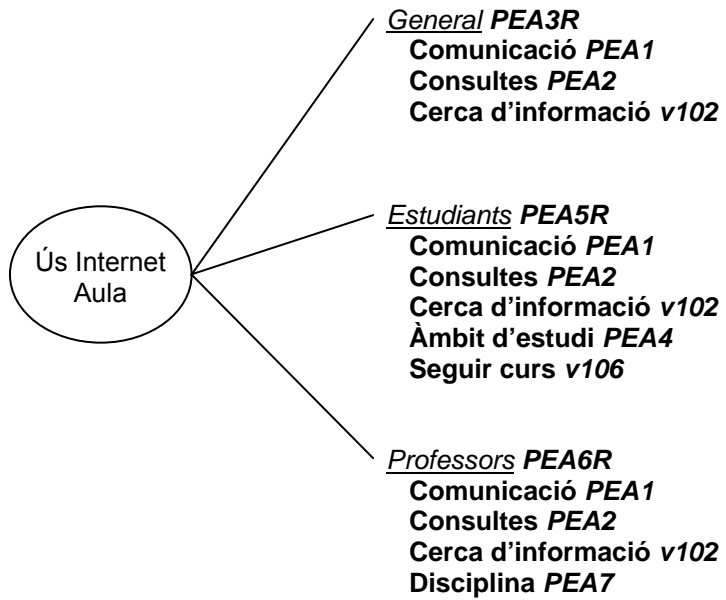 General PEA3R
Comunicació PEA1
Consultes PEA2
Cerca d'informació v102
Ús Internet
Aula
Estudiants PEA5R
Comunicació PEA1
Consultes PEA2
Cerca d'informació v102
Àmbit d'estudi PEA4
Seguir curs v106
Professors PEA6R
Comunicació PEA1
Consultes PEA2
Cerca d'informació v102
Disciplina PEA7